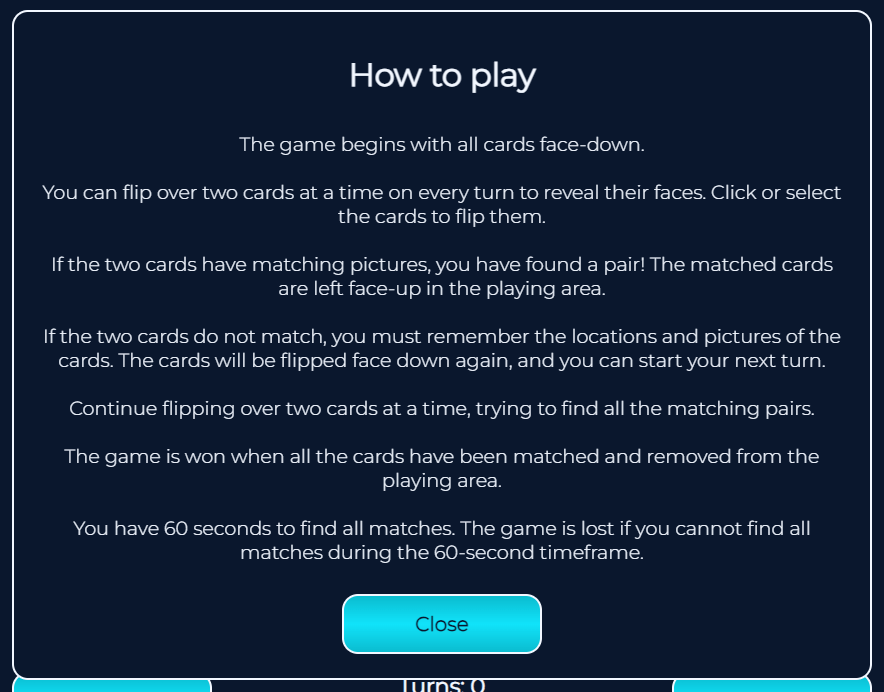 How to play
The game begins with all cards face-down.
You can flip over two cards at a time on every turn to reveal their faces. Click or select
the cards to flip them.
If the two cards have matching pictures, you have found a pair! The matched cards
are left face-up in the playing area.
If the two cards do not match, you must remember the locations and pictures of the
cards. The cards will be flipped face down again, and you can start your next turn.
Continue flipping over two cards at a time, trying to find all the matching pairs.
The game is won when all the cards have been matched and removed from the
playing area.
You have 60 seconds to find all matches. The game is lost if you cannot find all
matches during the 60-second timeframe.
Close
Turns: 0